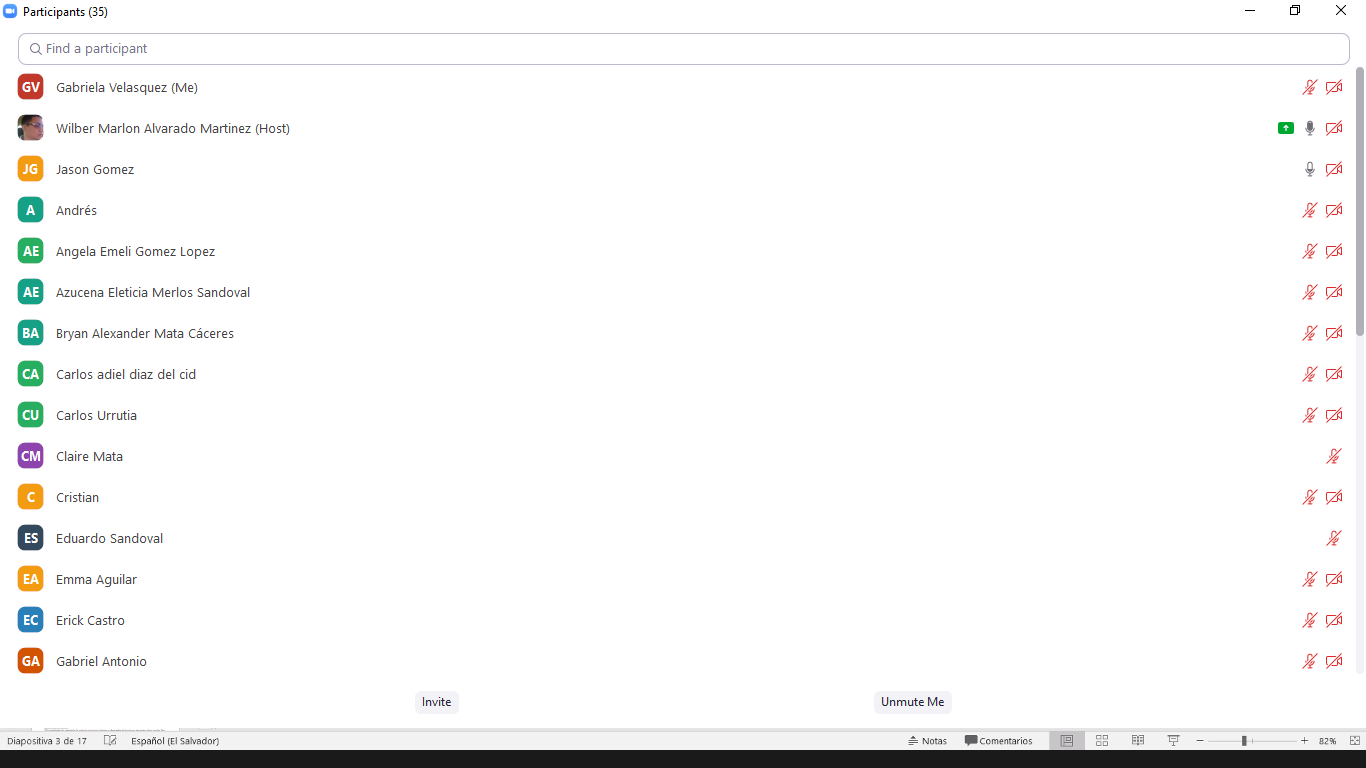 Participants (35)
Find a participant
GV Gabriela Velasquez (Me)
Wilber Marlon Alvarado Martinez (Host)
JG Jason Gomez
A Andrés
AE Angela Emeli Gomez Lopez
AE Azucena Eleticia Merlos Sandoval
BA Bryan Alexander Mata Cáceres
CA Carlos adiel diaz del cid
CU Carlos Urrutia
CM Claire Mata
C Cristian
ES Eduardo Sandoval
EA Emma Aguilar
EC Erick Castro
GA Gabriel Antonio
Invite Unmute Me
Diapositiva 3 de 17 Español (El Salvador) Notas Comentarios 82%